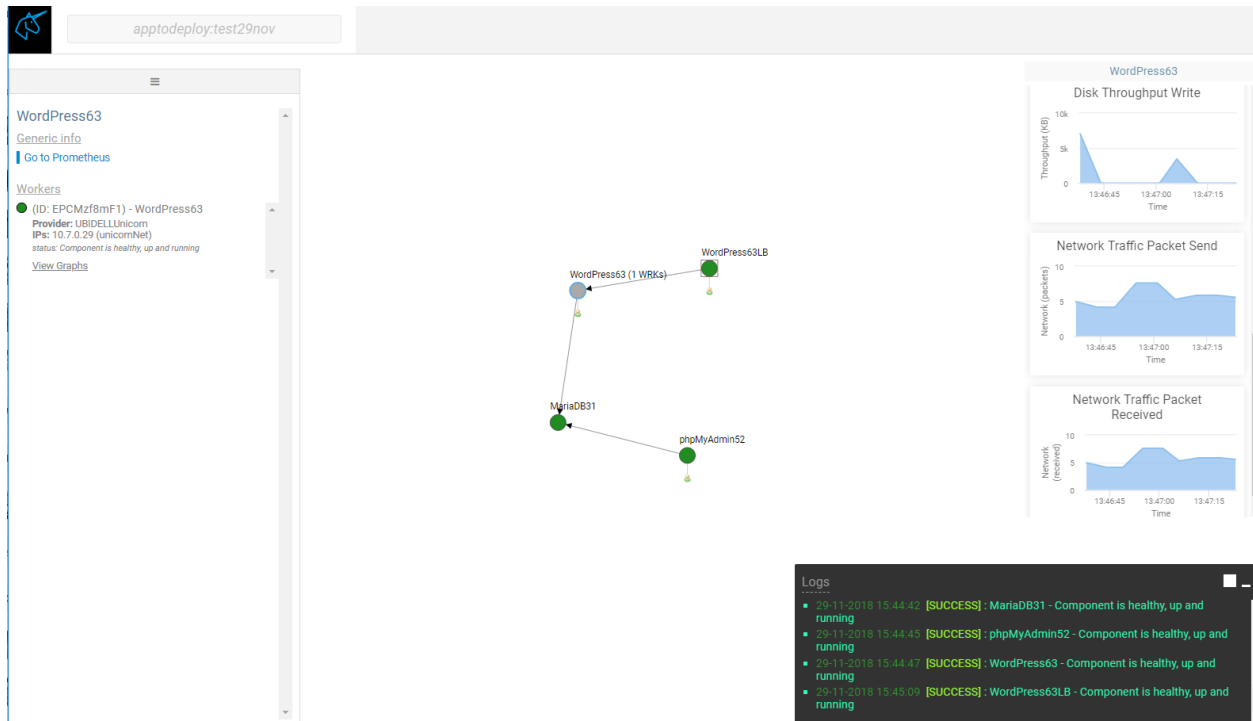 apptodeploy:test29nov
WordPress63
Generic info
Go to Prometheus
Workers
(ID: EPCMzf8mF1) - WordPress63
Provider: UBIDELLUnicorn
IPs: 10.7.0.29 (unicornNet)
status: Component is healthy, up and running
View Graphs
WordPress63LB
WordPress63 (1 WRKs)
MariaDB31
phpMyAdmin52
WordPress63
Disk Throughput Write
Throughput (KB)
10k
5k
0
13:46:45 13:47:00 13:47:15
Time
Network Traffic Packet Send
Network (packets)
10
5
0
13:46:45 13:47:00 13:47:15
Time
Network Traffic Packet
Received
Network
(received)
10
5
0
13:46:45 13:47:00 13:47:15
Time
Logs
29-11-2018 15:44:42 [SUCCESS] : MariaDB31 - Component is healthy, up and
running
29-11-2018 15:44:45 [SUCCESS] : phpMyAdmin52 - Component is healthy, up and
running
29-11-2018 15:44:47 [SUCCESS] : WordPress63 - Component is healthy, up and
running
29-11-2018 15:45:09 [SUCCESS] : WordPress63LB - Component is healthy, up and
running